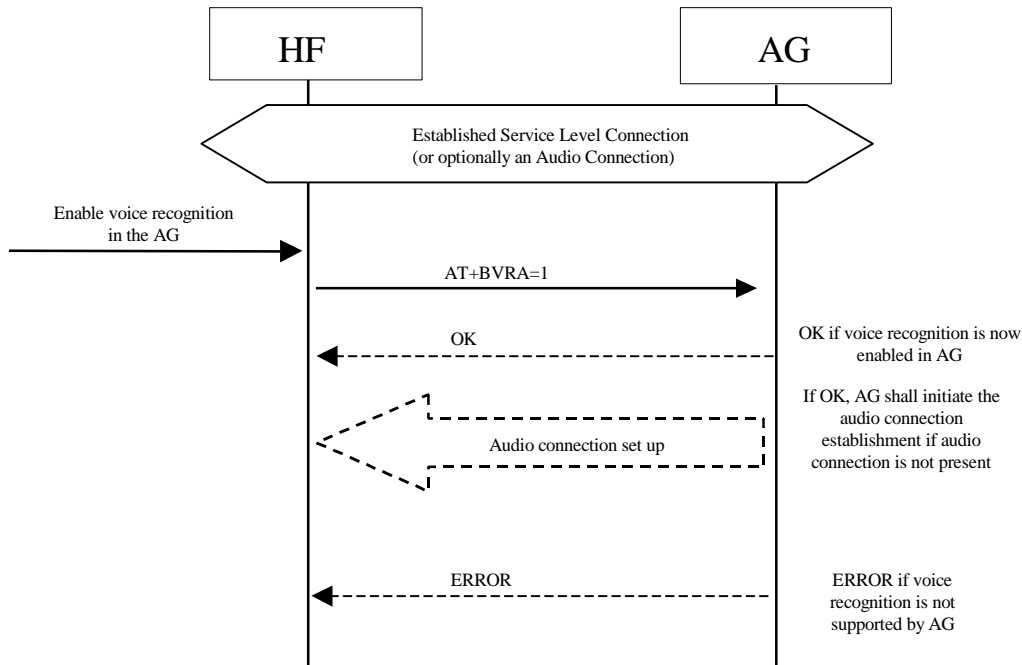 HF
AG
Established Service Level Connection
(or optionally an Audio Connection)
Enable voice recognition
in the AG
AT+BVRA=1
OK
OK if voice recognition is now
enabled in AG
If OK, AG shall initiate the
audio connection
establishment if audio
connection is not present
Audio connection set up
ERROR
ERROR if voice
recognition is not
supported by AG